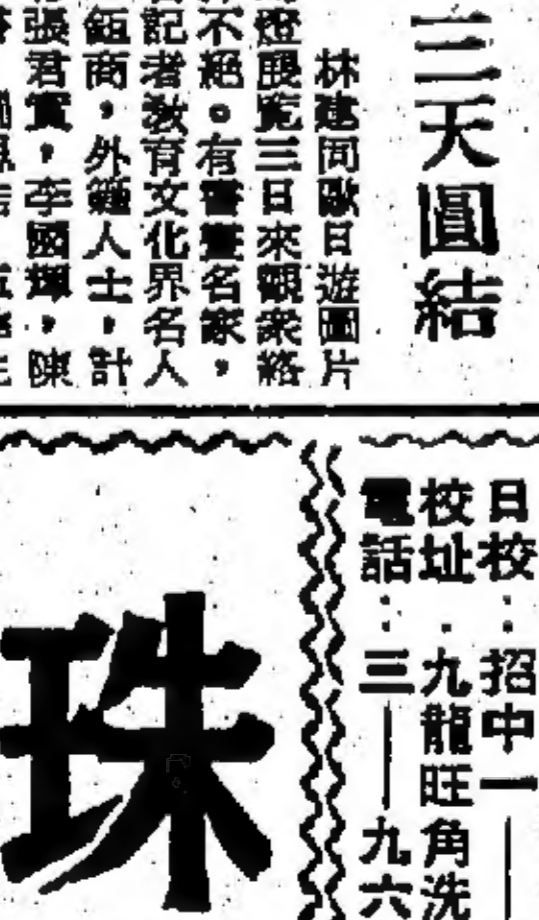 三天圓結
林建同歐日遊圖片
燈展覽三日來觀衆絡
不絕。有書畫名家，
記者教育文化界名人
鉅商，外籍人士，計
張君實，李國輝，陳
日校：招中一—
校址：九龍旺角洗
電話：三—九六
珠